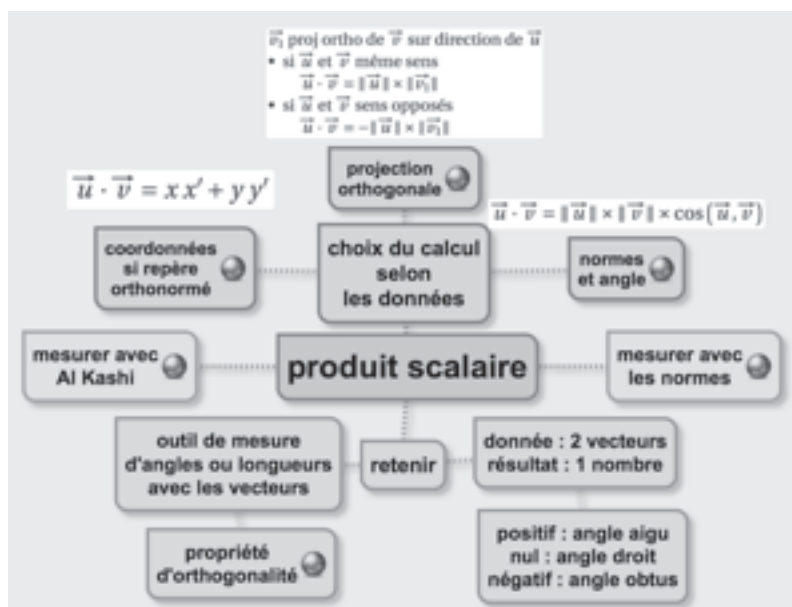 v⃗₁ proj ortho de v⃗ sur direction de u⃗
• si u⃗ et v⃗ même sens
u⃗ · v⃗ = ‖u⃗‖ × ‖v⃗₁‖
• si u⃗ et v⃗ sens opposés
u⃗ · v⃗ = −‖u⃗‖ × ‖v⃗₁‖
projection
orthogonale
u⃗ · v⃗ = x x′ + y y′
u⃗ · v⃗ = ‖u⃗‖ × ‖v⃗‖ × cos(u⃗, v⃗)
coordonnées
si repère
orthonormé
choix du calcul
selon
les données
normes
et angle
mesurer avec
Al Kashi
produit scalaire
mesurer avec
les normes
outil de mesure
d'angles ou longueurs
avec les vecteurs
retenir
donnée : 2 vecteurs
résultat : 1 nombre
propriété
d'orthogonalité
positif : angle aigu
nul : angle droit
négatif : angle obtus